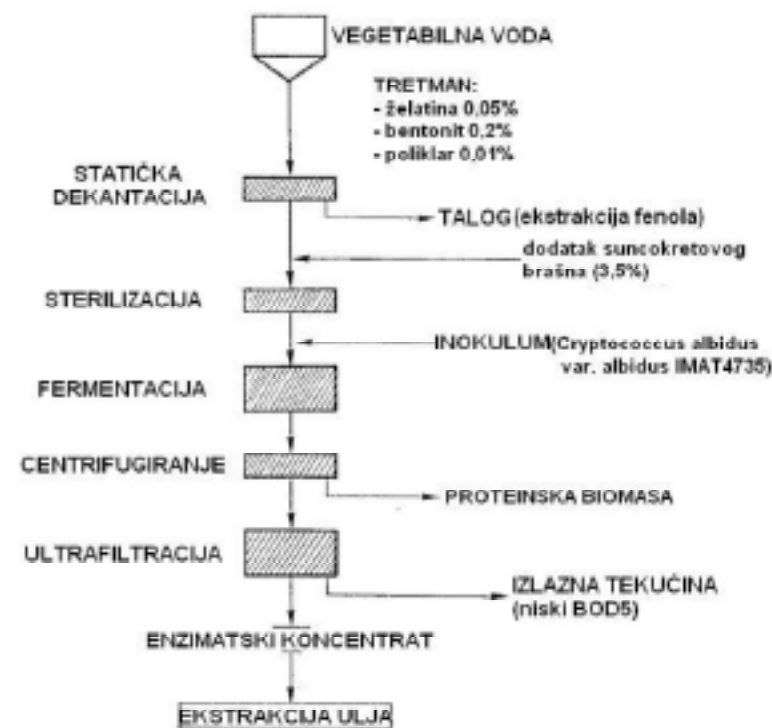 VEGETABILNA VODA
TRETMAN:
- želatina 0,05%
- bentonit 0,2%
- poliklar 0,01%
STATIČKA
DEKANTACIJA
TALOG (ekstrakcija fenola)
dodatak suncokretovog
brašna (3,5%)
STERILIZACIJA
INOKULUM (Cryptococcus albidus
var. albidus IMAT4735)
FERMENTACIJA
CENTRIFUGIRANJE
PROTEINSKA BIOMASA
ULTRAFILTRACIJA
IZLAZNA TEKUĆINA
(niski BOD5)
ENZIMATSKI KONCENTRAT
EKSTRAKCIJA ULJA